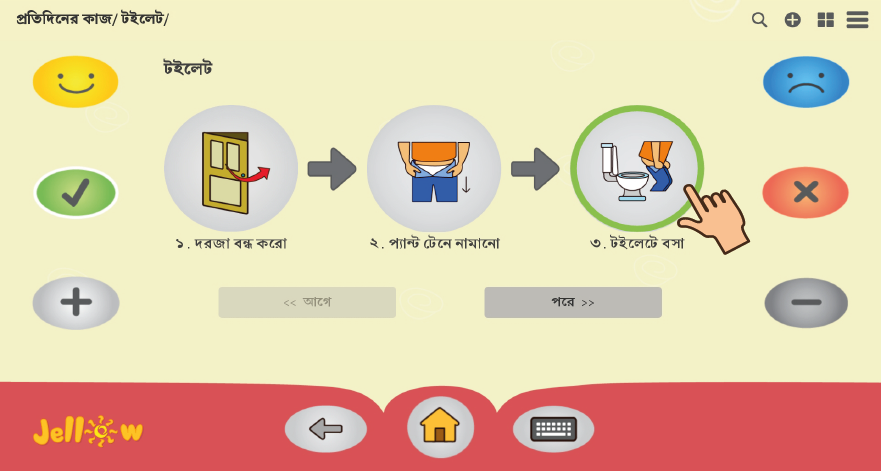 প্রতিদিনের কাজ/ টইলেট/
টইলেট
১. দরজা বন্ধ করো
২. প্যান্ট টেনে নামানো
৩. টইলেটে বসা
<< আগে
পরে >>
Jellow